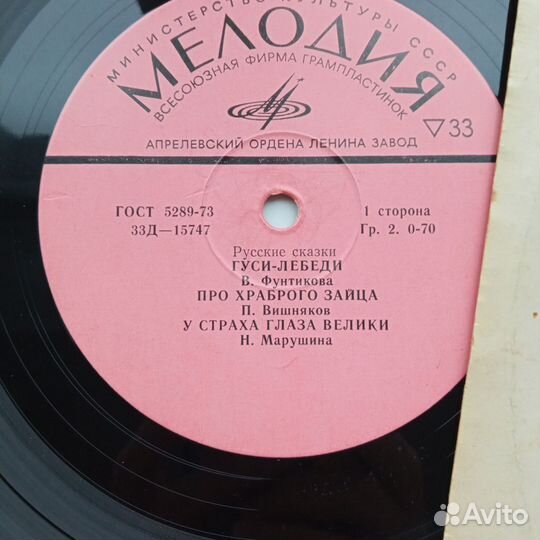 МИНИСТЕРСТВО КУЛЬТУРЫ СССР
МЕЛОДИЯ
ВСЕСОЮЗНАЯ ФИРМА ГРАМПЛАСТИНОК
33
АПРЕЛЕВСКИЙ ОРДЕНА ЛЕНИНА ЗАВОД
ГОСТ 5289-73
33Д—15747
1 сторона
Гр. 2. 0-70
Русские сказки
ГУСИ-ЛЕБЕДИ
В. Фунтикова
ПРО ХРАБРОГО ЗАЙЦА
П. Вишняков
У СТРАХА ГЛАЗА ВЕЛИКИ
Н. Марушина
Avito